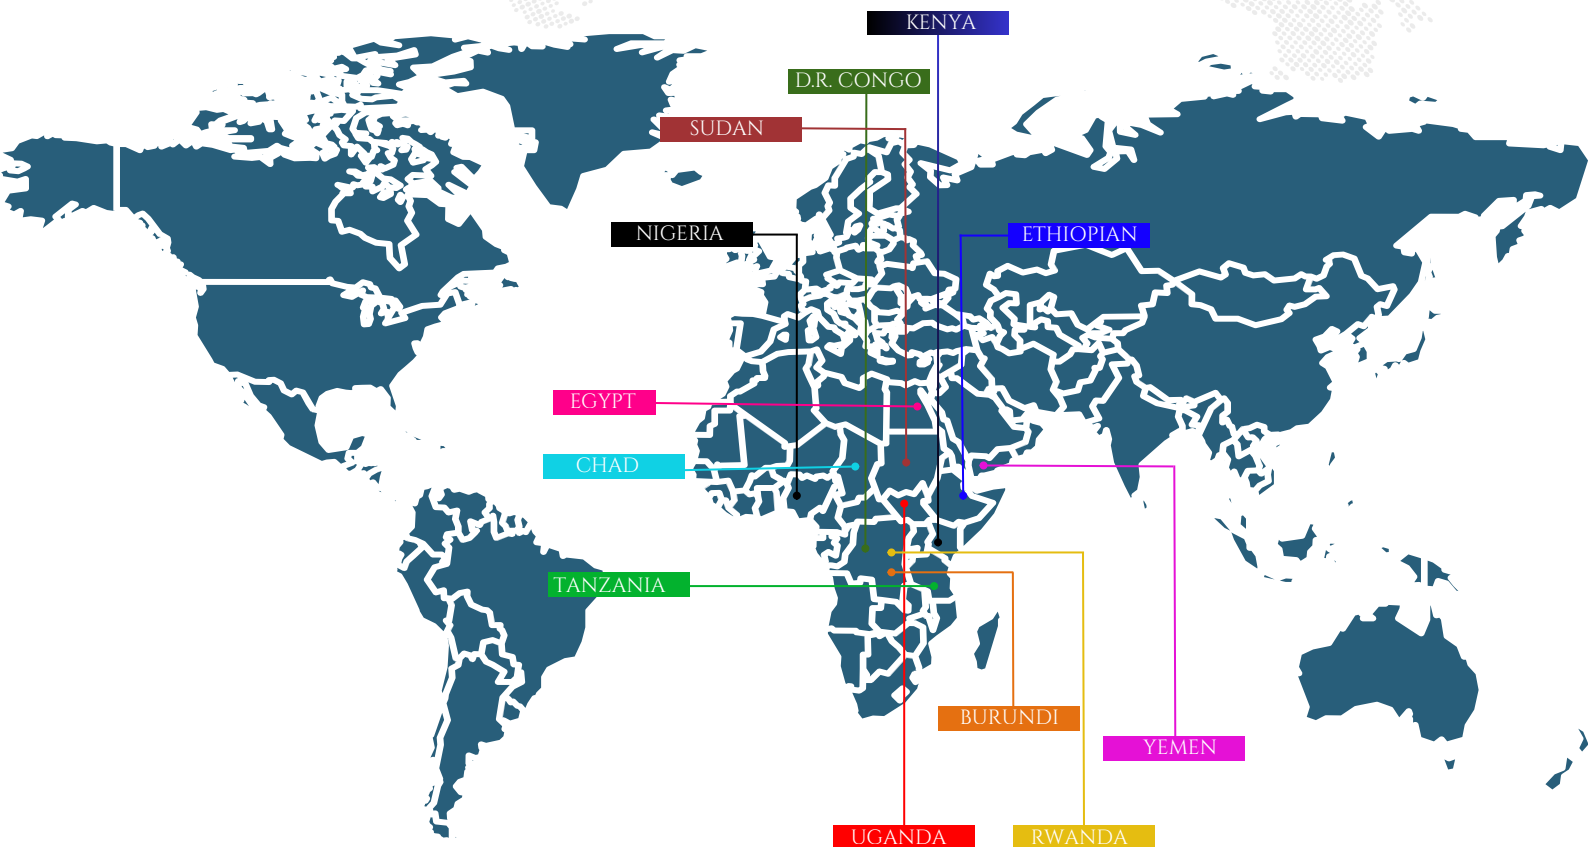 KENYA
D.R. CONGO
SUDAN
NIGERIA
ETHIOPIAN
EGYPT
CHAD
TANZANIA
BURUNDI
YEMEN
UGANDA
RWANDA